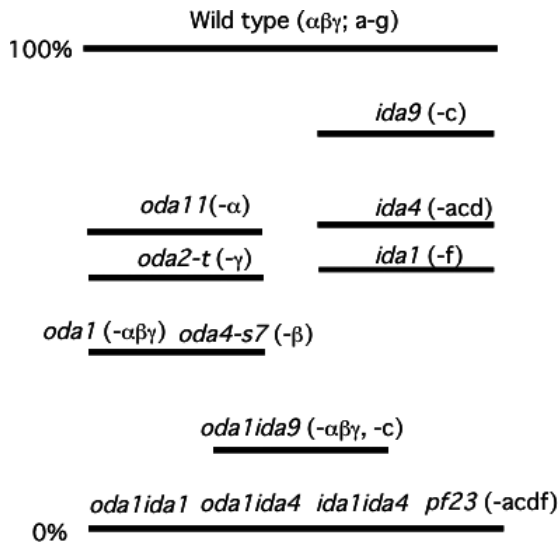 Wild type (αβγ; a-g)
100%
ida9 (-c)
oda11(-α)
ida4 (-acd)
oda2-t (-γ)
ida1 (-f)
oda1 (-αβγ) oda4-s7 (-β)
oda1ida9 (-αβγ, -c)
oda1ida1 oda1ida4 ida1ida4 pf23 (-acdf)
0%